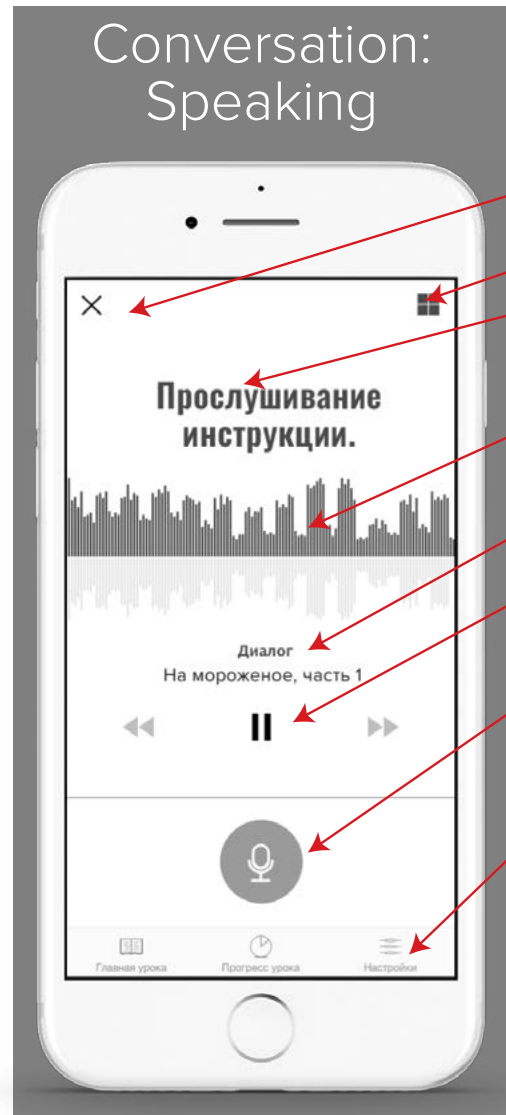 Conversation:
Speaking
Прослушивание
инструкции.
Диалог
На мороженое, часть 1
Главная урока
Прогресс урока
Настройки